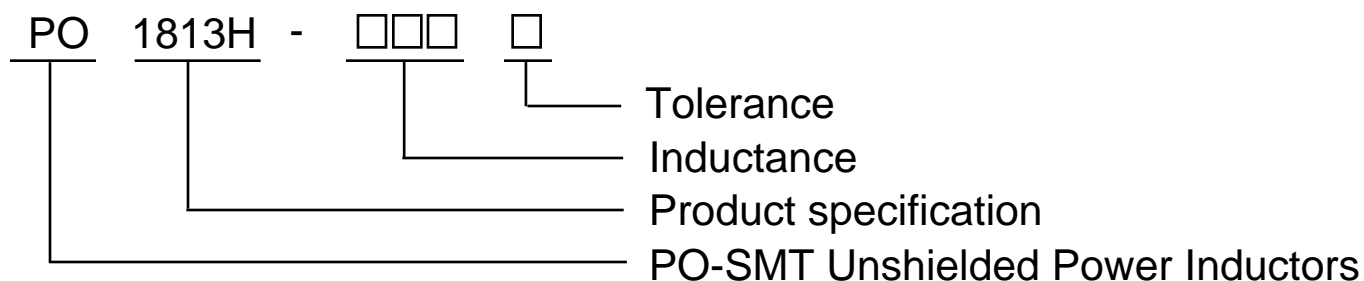 PO 1813H - □□□ □
Tolerance
Inductance
Product specification
PO-SMT Unshielded Power Inductors